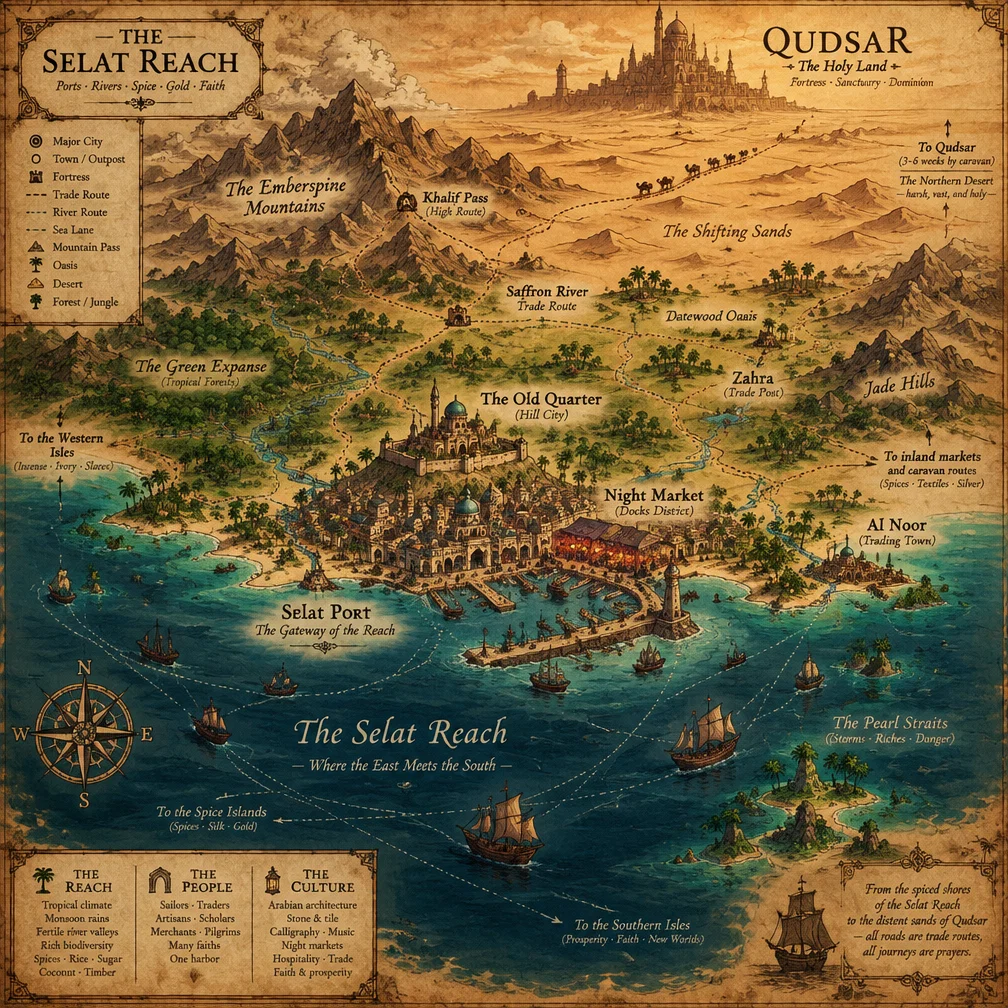 THE
SELAT REACH
Ports · Rivers · Spice · Gold · Faith
QUDSAR
The Holy Land
Fortress · Sanctuary · Dominion
Major City
Town / Outpost
Fortress
Trade Route
River Route
Sea Lane
Mountain Pass
Oasis
Desert
Forest / Jungle
To Qudsar
(3-6 weeks by caravan)
The Northern Desert
—harsh, vast, and holy—
The Emberspine
Mountains
Khalif Pass
(High Route)
The Shifting Sands
Saffron River
Trade Route
Datewood Oasis
The Green Expanse
(Tropical Forests)
Zahra
(Trade Post)
Jade Hills
The Old Quarter
(Hill City)
To the Western
Isles
(Incense · Ivory ·
To inland markets
and caravan routes
(Spices · Textiles · Silver)
Night Market
(Docks District)
Al Noor
(Trading Town)
Selat Port
The Gateway of the Reach
N
W
E
S
The Selat Reach
— Where the East Meets the South —
The Pearl Straits
(Storms · Riches · Danger)
To the Spice Islands
(Spices · Silk · Gold)
To the Southern Isles
(Prosperity · Faith · New Worlds)
THE
REACH
Tropical climate
Monsoon rains
Fertile river valleys
Rich biodiversity
Spices · Rice · Sugar
Coconut · Timber
THE
PEOPLE
Sailors · Traders
Artisans · Scholars
Merchants · Pilgrims
Many faiths
One harbor
THE
CULTURE
Arabian architecture
Stone & tile
Calligraphy · Music
Night markets
Hospitality · Trade
Faith & prosperity
From the spiced shores
of the Selat Reach
to the distent sands of Qudsar
— all roads are trade routes,
all journeys are prayers.